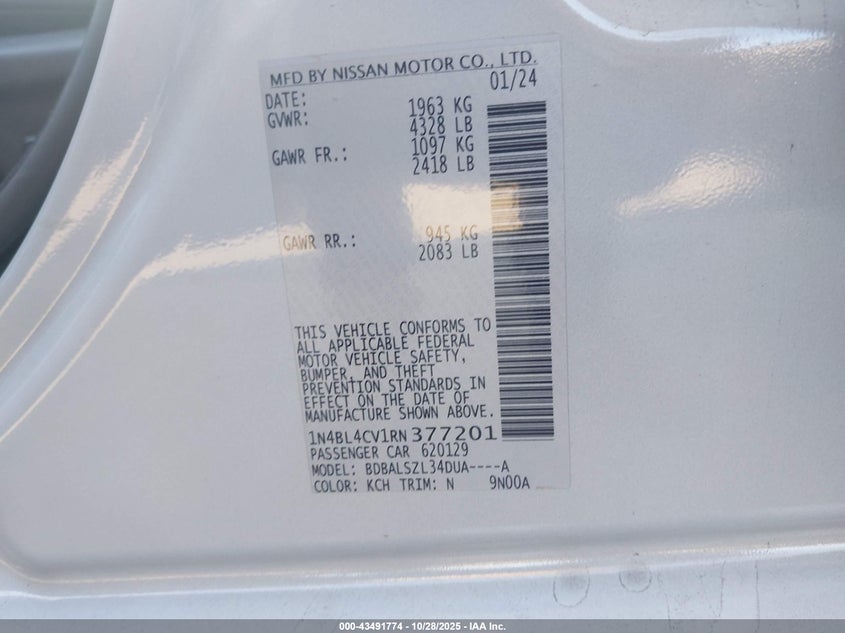 MFD BY NISSAN MOTOR CO., LTD.
DATE: 01/24
GVWR: 1963 KG
4328 LB
GAWR FR.: 1097 KG
2418 LB
GAWR RR.: 945 KG
2083 LB
THIS VEHICLE CONFORMS TO
ALL APPLICABLE FEDERAL
MOTOR VEHICLE SAFETY,
BUMPER, AND THEFT
PREVENTION STANDARDS IN
EFFECT ON THE DATE OF
MANUFACTURE SHOWN ABOVE.
1N4BL4CV1RN377201
PASSENGER CAR 620129
MODEL: BDBALSZL34DUA----A
COLOR: KCH TRIM: N 9N00A
000-43491774 | 10/28/2025 - IAA Inc.